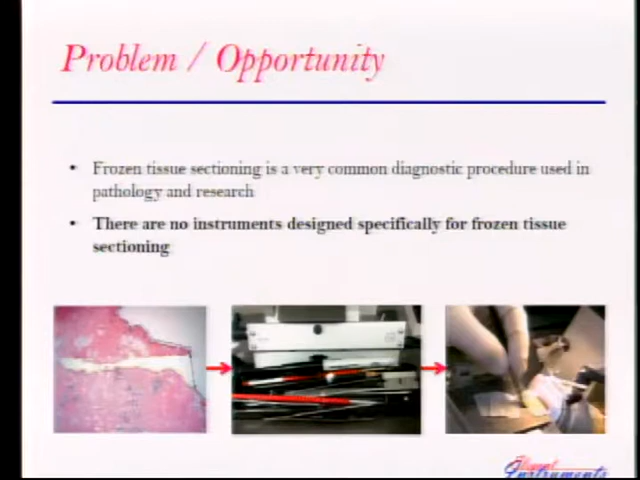 Problem / Opportunity
• Frozen tissue sectioning is a very common diagnostic procedure used in
pathology and research
• There are no instruments designed specifically for frozen tissue
sectioning
Instruments